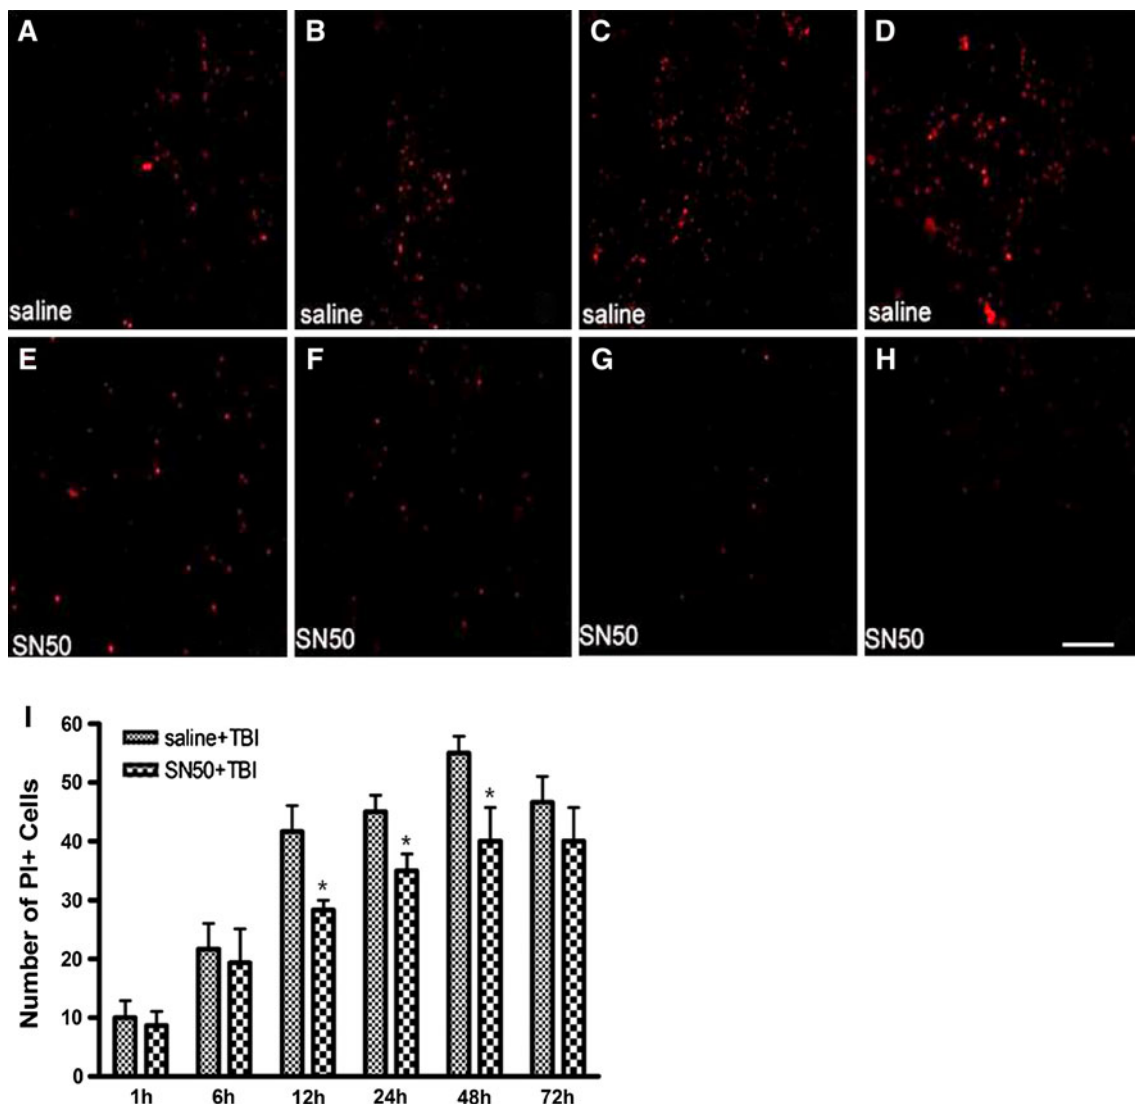 A B C D
saline saline saline saline
E F G H
SN50 SN50 SN50 SN50
I
saline+TBI
SN50+TBI
Number of PI+ Cells
60
50
40
30
20
10
0
* * *
1h 6h 12h 24h 48h 72h